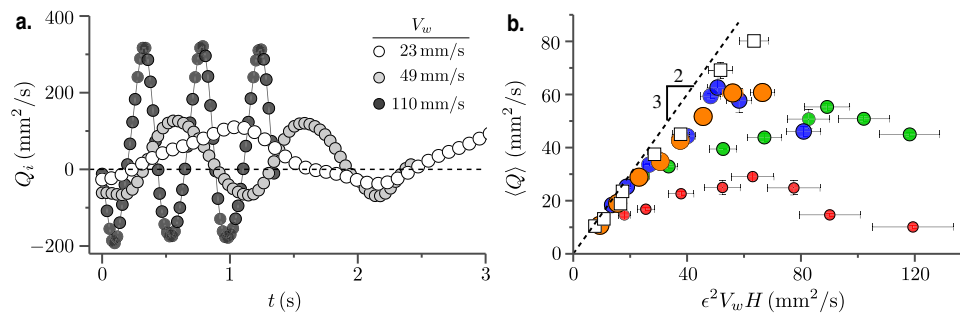 a.
400
200
0
−200
Q_i (mm²/s)
0
1
2
3
t (s)
V_w
23 mm/s
49 mm/s
110 mm/s
b.
80
60
40
20
0
⟨Q⟩ (mm²/s)
2
3
0
40
80
120
ϵ²V_wH (mm²/s)